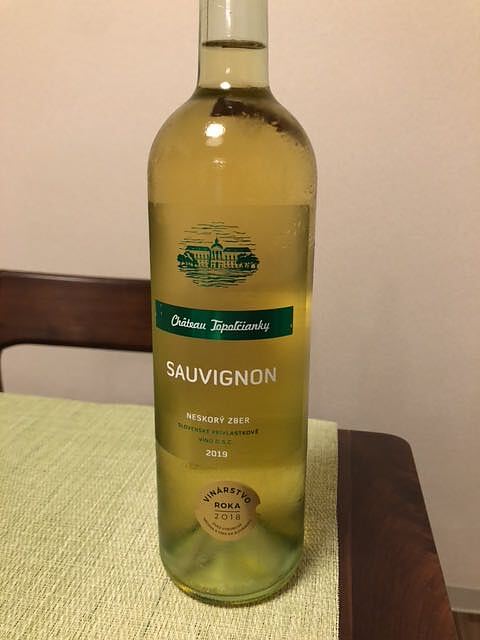 Château Topoľčianky
SAUVIGNON
NESKORÝ ZBER
SLOVENSKÉ PRÍVLASTKOVÉ
VÍNO D.S.C.
2019
VINÁRSTVO
ROKA
2018